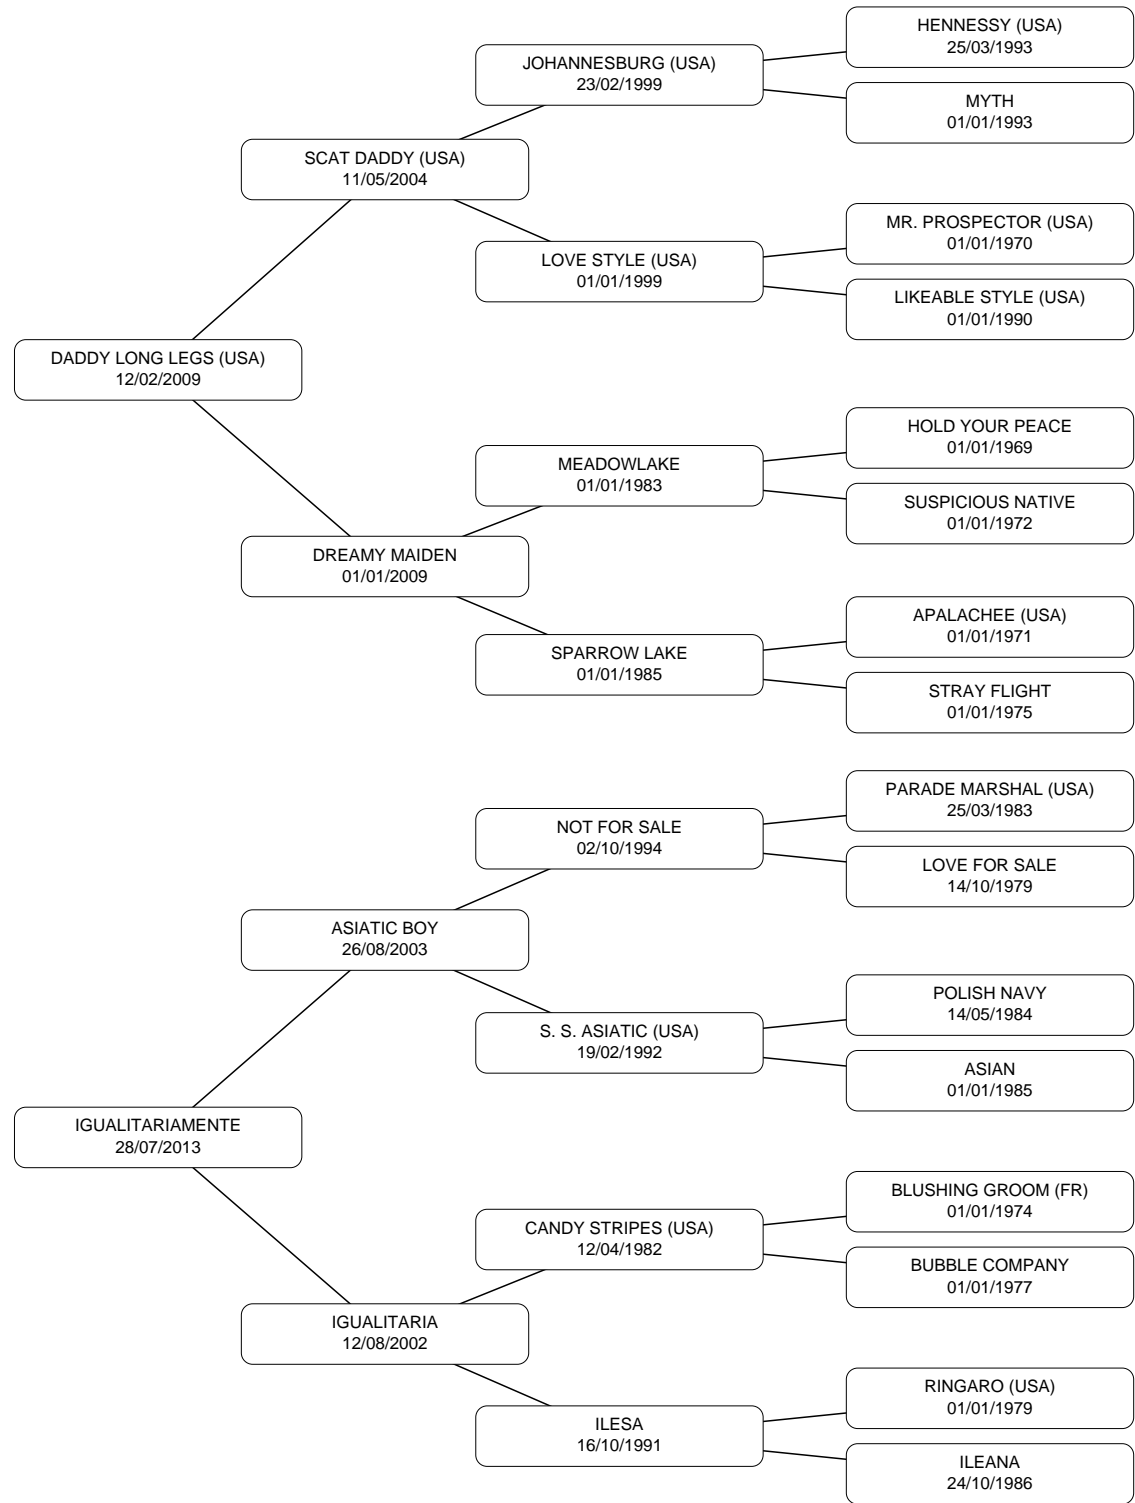 HENNESSY (USA)
25/03/1993
JOHANNESBURG (USA)
23/02/1999
MYTH
01/01/1993
SCAT DADDY (USA)
11/05/2004
MR. PROSPECTOR (USA)
01/01/1970
LOVE STYLE (USA)
01/01/1999
LIKEABLE STYLE (USA)
01/01/1990
DADDY LONG LEGS (USA)
12/02/2009
HOLD YOUR PEACE
01/01/1969
MEADOWLAKE
01/01/1983
SUSPICIOUS NATIVE
01/01/1972
DREAMY MAIDEN
01/01/2009
APALACHEE (USA)
01/01/1971
SPARROW LAKE
01/01/1985
STRAY FLIGHT
01/01/1975
PARADE MARSHAL (USA)
25/03/1983
NOT FOR SALE
02/10/1994
LOVE FOR SALE
14/10/1979
ASIATIC BOY
26/08/2003
POLISH NAVY
14/05/1984
S. S. ASIATIC (USA)
19/02/1992
ASIAN
01/01/1985
IGUALITARIAMENTE
28/07/2013
BLUSHING GROOM (FR)
01/01/1974
CANDY STRIPES (USA)
12/04/1982
BUBBLE COMPANY
01/01/1977
IGUALITARIA
12/08/2002
RINGARO (USA)
01/01/1979
ILESA
16/10/1991
ILEANA
24/10/1986